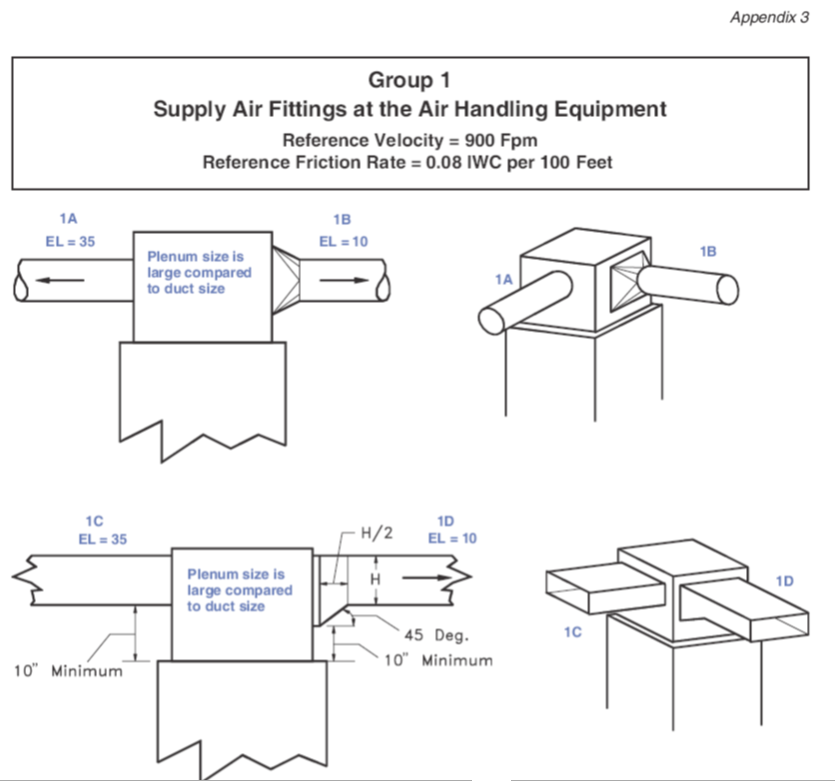 Appendix 3
Group 1
Supply Air Fittings at the Air Handling Equipment
Reference Velocity = 900 Fpm
Reference Friction Rate = 0.08 IWC per 100 Feet
1A
EL = 35
1B
EL = 10
Plenum size is
large compared
to duct size
1A
1B
1C
EL = 35
H/2
1D
EL = 10
Plenum size is
large compared
to duct size
H
45 Deg.
10" Minimum
10" Minimum
1D
1C